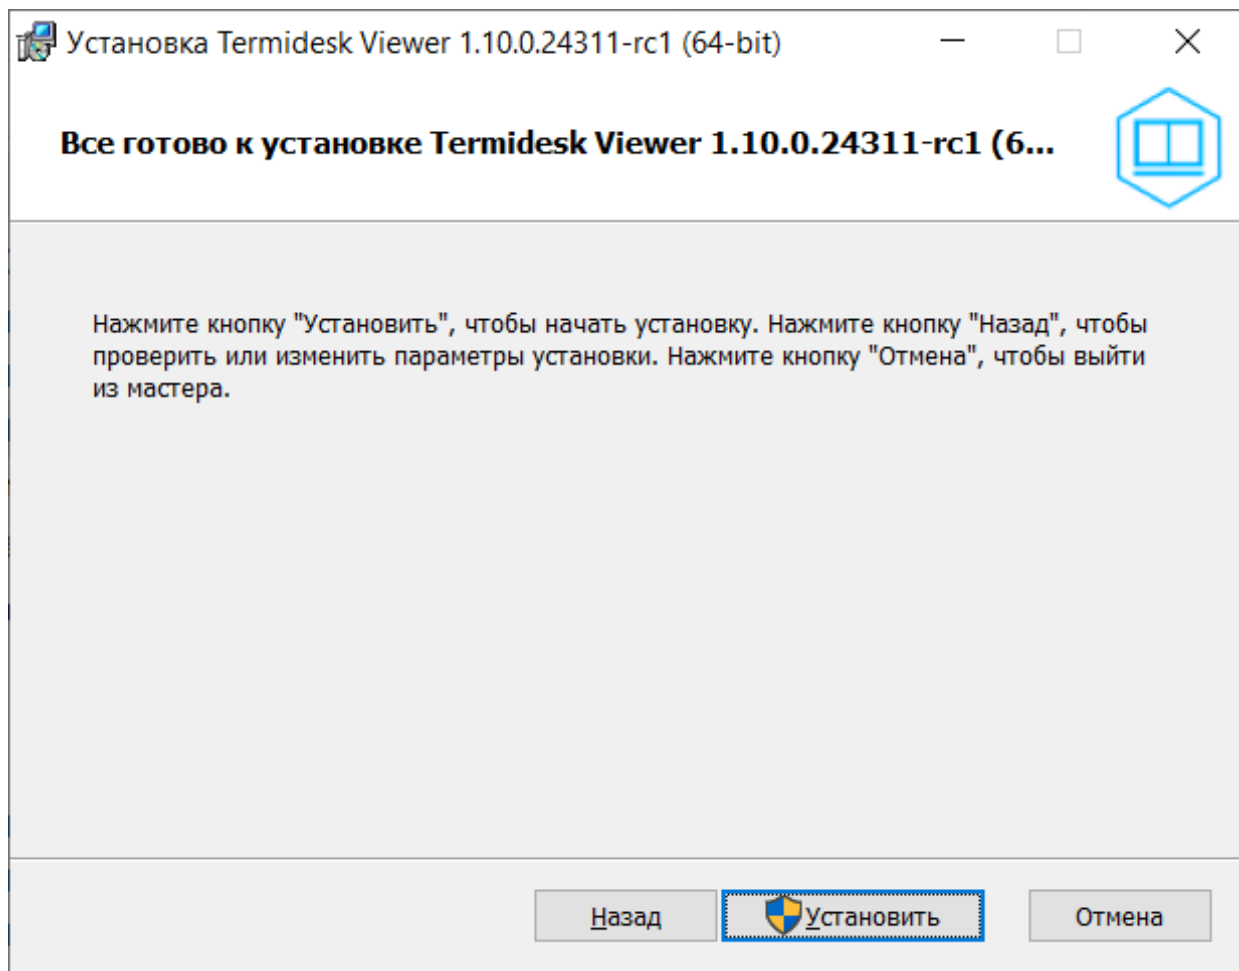 Установка Termidesk Viewer 1.10.0.24311-rc1 (64-bit)
Все готово к установке Termidesk Viewer 1.10.0.24311-rc1 (6...
Нажмите кнопку "Установить", чтобы начать установку. Нажмите кнопку "Назад", чтобы
проверить или изменить параметры установки. Нажмите кнопку "Отмена", чтобы выйти
из мастера.
Назад
Установить
Отмена